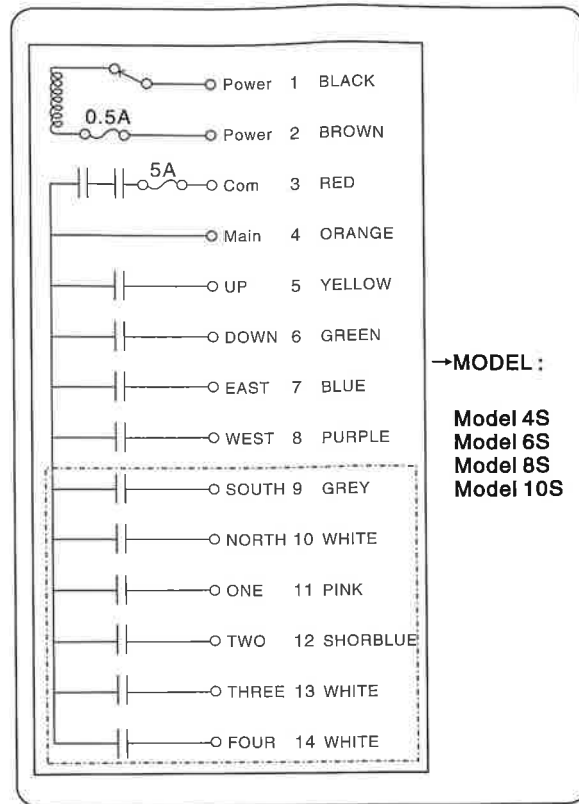 Power 1 BLACK
0.5A
Power 2 BROWN
5A
Com 3 RED
Main 4 ORANGE
UP 5 YELLOW
DOWN 6 GREEN
EAST 7 BLUE
→MODEL:
WEST 8 PURPLE
Model 4S
Model 6S
Model 8S
Model 10S
SOUTH 9 GREY
NORTH 10 WHITE
ONE 11 PINK
TWO 12 SHORBLUE
THREE 13 WHITE
FOUR 14 WHITE